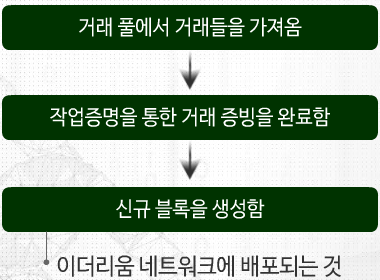 거래 풀에서 거래들을 가져옴
작업증명을 통한 거래 증빙을 완료함
신규 블록을 생성함
이더리움 네트워크에 배포되는 것